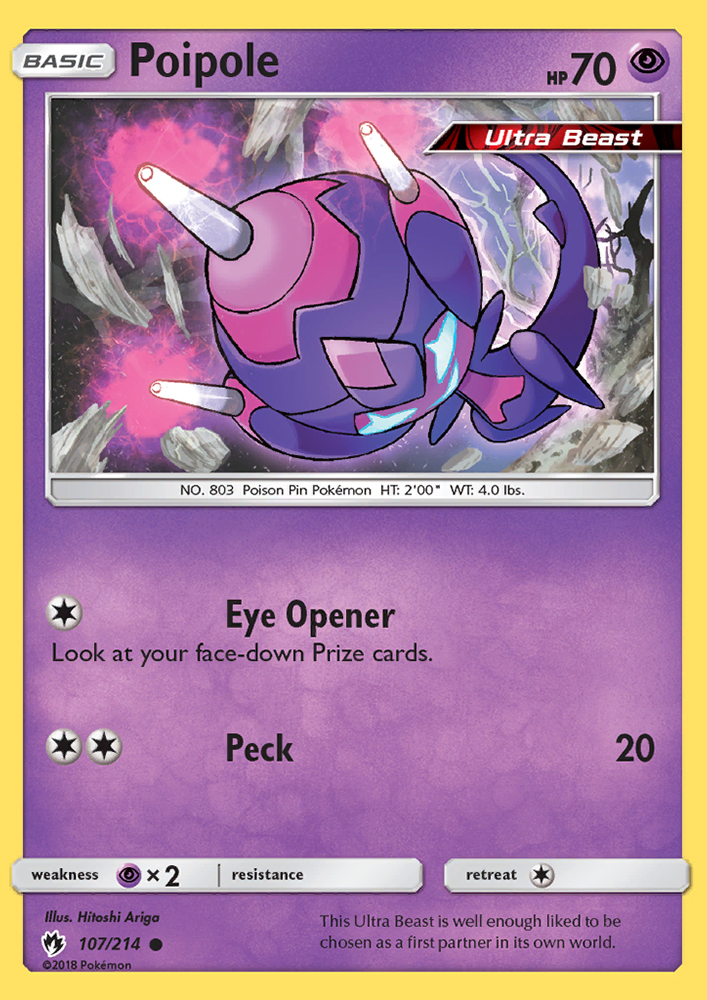 BASIC Poipole HP 70
Ultra Beast
NO. 803 Poison Pin Pokémon HT: 2'00" WT: 4.0 lbs.
Eye Opener
Look at your face-down Prize cards.
Peck 20
weakness ×2 resistance retreat
Illus. Hitoshi Ariga
107/214
©2018 Pokémon
This Ultra Beast is well enough liked to be
chosen as a first partner in its own world.